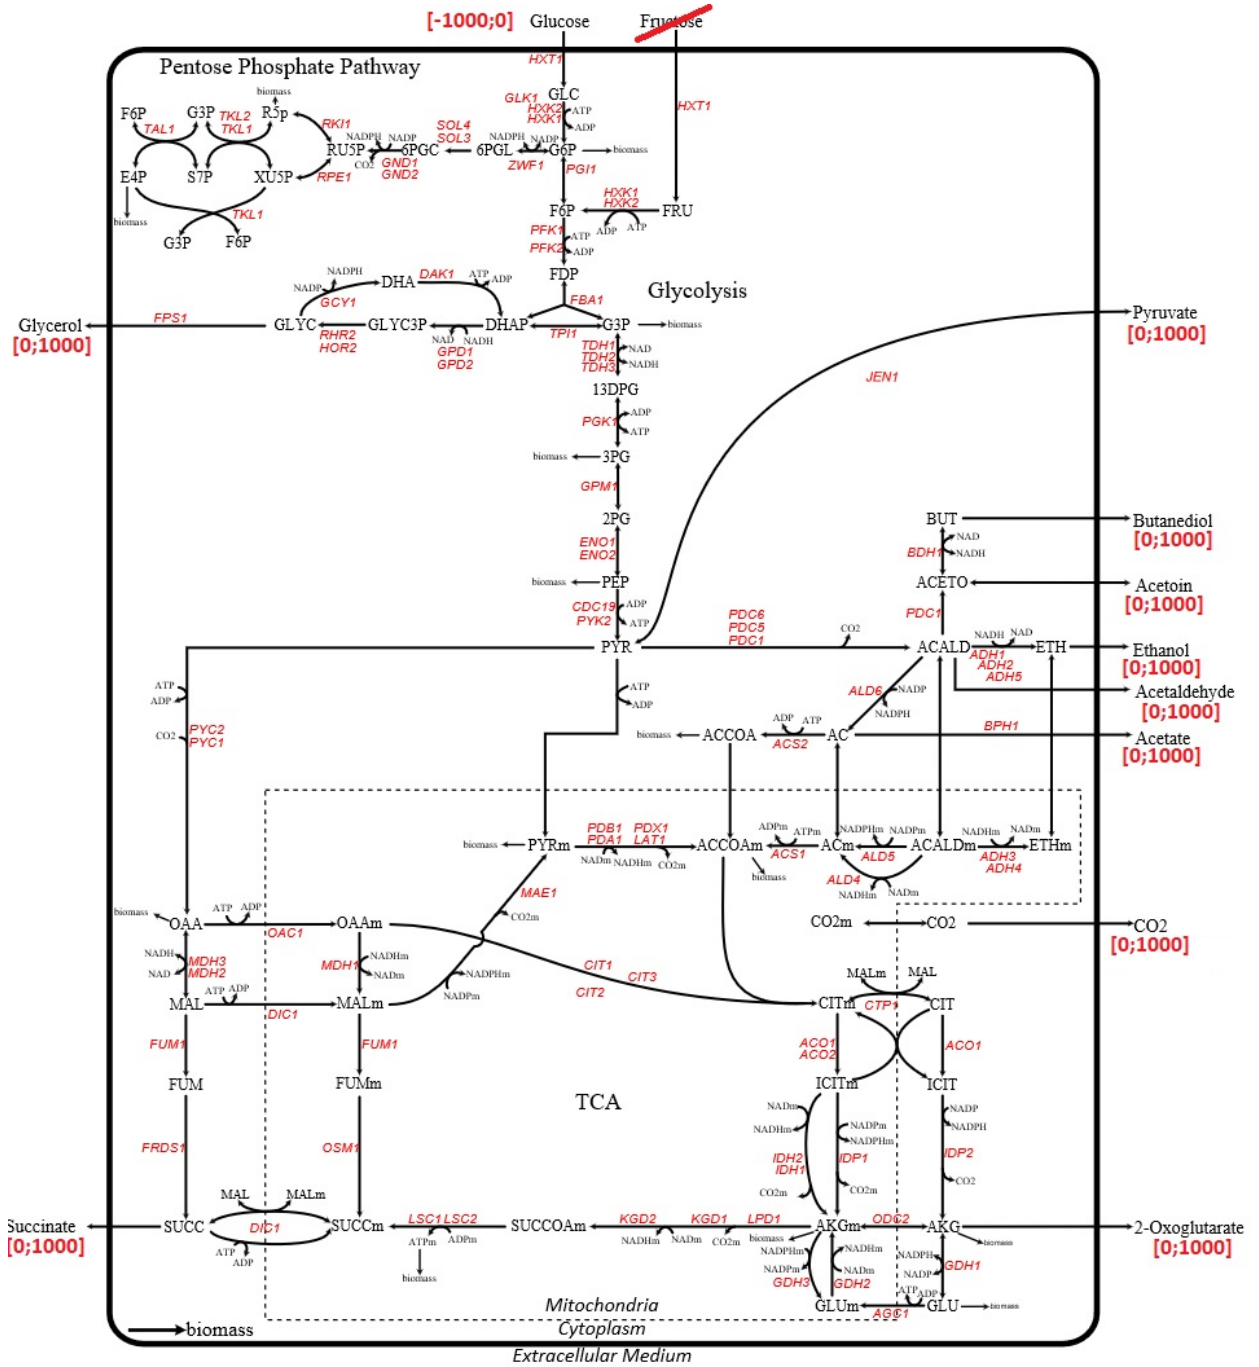 [-1000;0] Glucose Fructose
HXT1
Pentose Phosphate Pathway
biomass
GLC
F6P G3P TKL2 R5p
TKL1
TAL1
RKI1
GLK1
HXK2
HXK1
ATP
ADP
HXT1
SOL4
SOL3
NADPH NADP
NADPH NADP
RU5P 6PGC 6PGL G6P biomass
CO2 GND1
GND2
ZWF1
PGI1
E4P S7P XU5P RPE1
HXK1
HXK2
biomass
TKL1
F6P FRU
ADP ATP
G3P F6P
PFK1
PFK2
ATP
ADP
FDP
NADPH
NADP
DHA DAK1 ATP ADP
GCY1
Glycolysis
FBA1
Glycerol FPS1 GLYC GLYC3P DHAP G3P biomass
[0;1000]
RHR2
HOR2
NAD NADH
GPD1
GPD2
TPI1
Pyruvate
[0;1000]
TDH1
TDH2
TDH3
NAD
NADH
JEN1
13DPG
ADP
PGK1
ATP
biomass 3PG
GPM1
2PG
BUT Butanediol
[0;1000]
ENO1
ENO2
NAD
BDH1 NADH
biomass PEP
ACETO Acetoin
[0;1000]
CDC19
PYK2
ADP
ATP
PDC6
PDC5
PDC1
PDC1
CO2
NADH NAD
PYR ACALD ETH Ethanol
[0;1000]
ADH1
ADH2
ADH5
ATP
ADP
ATP
ADP
ALD6 NADP
NADPH
Acetaldehyde
[0;1000]
PYC2
CO2 PYC1
biomass ACCOA ADP ATP AC BPH1 Acetate
ACS2 [0;1000]
PDB1 PDX1
PDA1 LAT1
ADPm ATPm NADPHm NADPm NADHm NADm
biomass PYRm ACCOAm ACm ACALDm ETHm
NADm NADHm CO2m
ACS1 ALD5 ADH3
ADH4
biomass
ALD4
NADHm NADm
MAE1
CO2m
biomass ATP ADP
OAA OAAm
OAC1
CO2m CO2 CO2
[0;1000]
NADH
NAD
MDH3
MDH2
MDH1 NADHm
NADm
NADPHm
NADPm
CIT1
CIT2
CIT3
MALm MAL
ATP ADP
MAL MALm CITm CTP1 CIT
DIC1
FUM1 FUM1
ACO1
ACO2
ACO1
FUM FUMm ICITm ICIT
TCA
NADm
NADHm
NADPm
NADPHm
NADP
NADPH
FRDS1 OSM1
IDH2
IDH1
IDP1 IDP2
CO2m CO2m CO2
MAL MALm
Succinate SUCC DIC1 SUCCm LSC1 LSC2 SUCCOAm KGD2 KGD1 LPD1 AKGm ODC2 AKG 2-Oxoglutarate
[0;1000] [0;1000]
ATP
ADP
ATPm ADPm
NADHm NADm CO2m
biomass
biomass
biomass
NADPHm
NADPm
GDH3
NADHm
NADm
GDH2
NADPH
NADP
GDH1
ATP ADP
GLUm AGC1 GLU biomass
Mitochondria
biomass Cytoplasm
Extracellular Medium